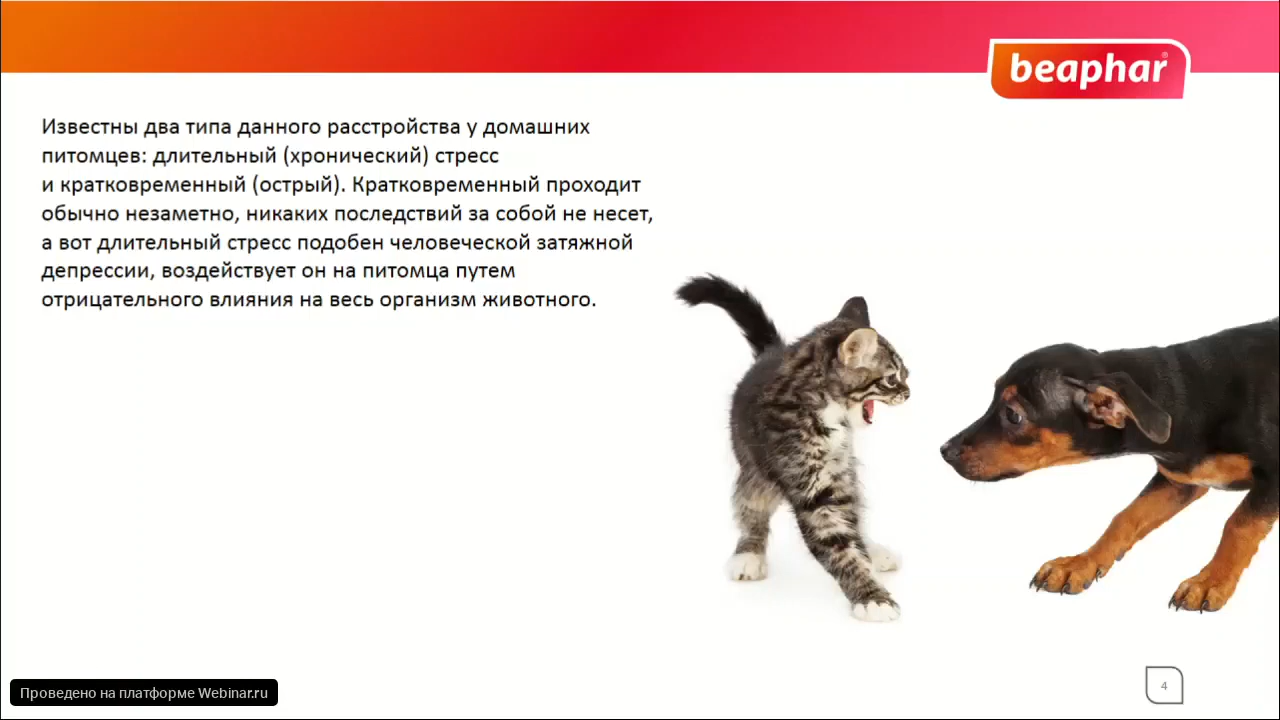 beaphar®
Известны два типа данного расстройства у домашних
питомцев: длительный (хронический) стресс
и кратковременный (острый). Кратковременный проходит
обычно незаметно, никаких последствий за собой не несет,
а вот длительный стресс подобен человеческой затяжной
депрессии, воздействует он на питомца путем
отрицательного влияния на весь организм животного.
Проведено на платформе Webinar.ru
4